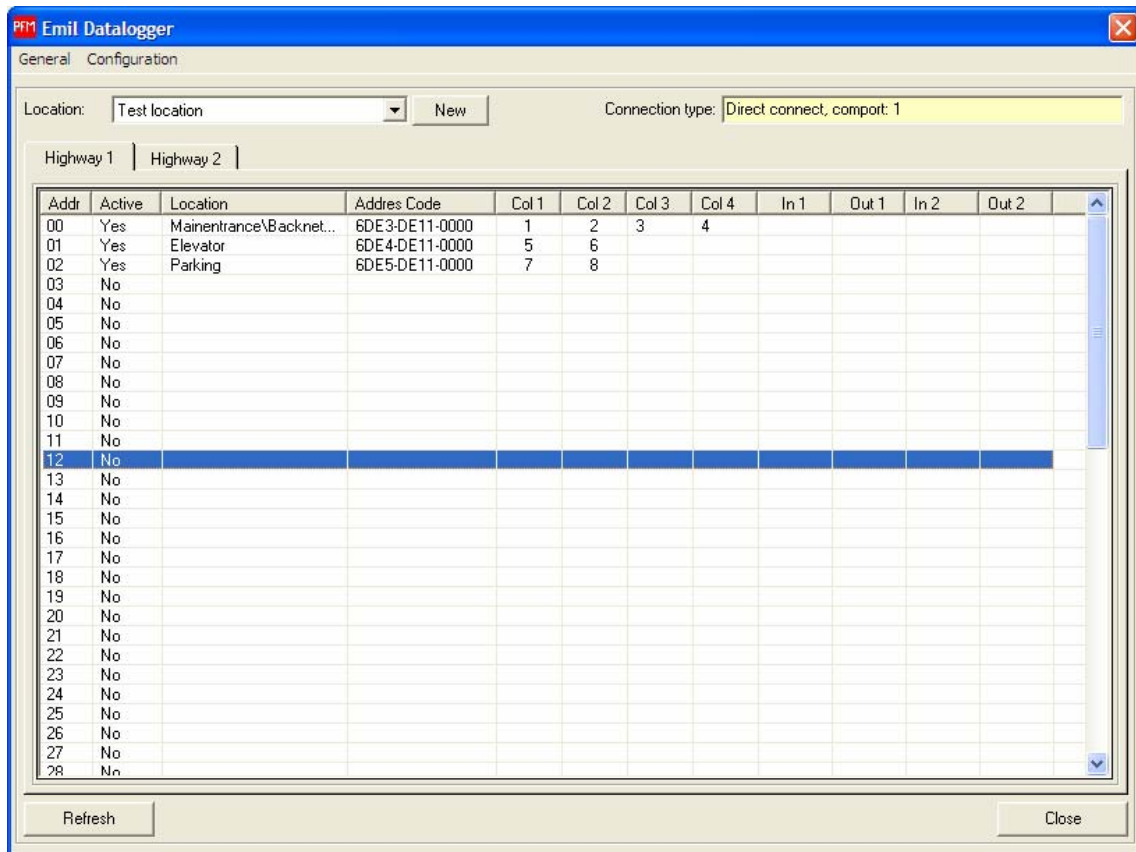 PFM Emil Datalogger
General Configuration
Location: Test location New Connection type: Direct connect, comport: 1
Highway 1 Highway 2
Addr Active Location Addres Code Col 1 Col 2 Col 3 Col 4 In 1 Out 1 In 2 Out 2
00 Yes Mainentrance\Backnet... 6DE3-DE11-0000 1 2 3 4
01 Yes Elevator 6DE4-DE11-0000 5 6
02 Yes Parking 6DE5-DE11-0000 7 8
03 No
04 No
05 No
06 No
07 No
08 No
09 No
10 No
11 No
12 No
13 No
14 No
15 No
16 No
17 No
18 No
19 No
20 No
21 No
22 No
23 No
24 No
25 No
26 No
27 No
28 No
Refresh Close